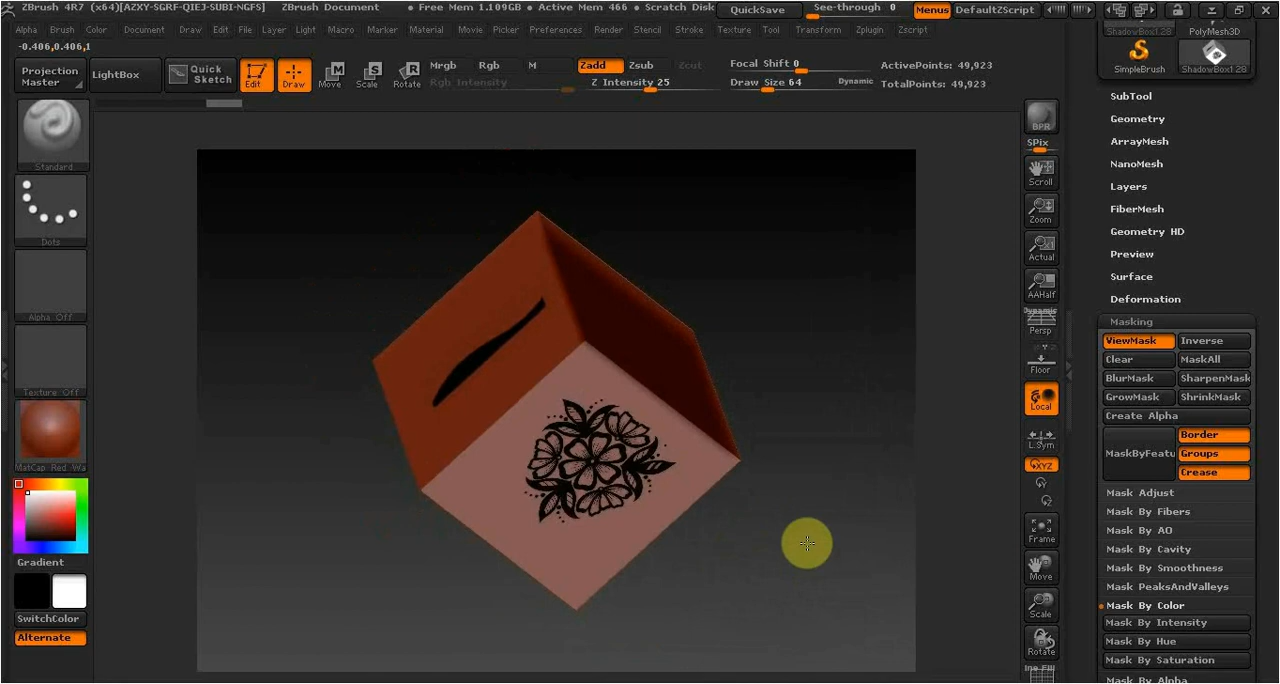 ZBrush 4R7 (x64)[AZXY-SGRF-QIEJ-SUBI-NGFS] ZBrush Document • Free Mem 1.109GB • Active Mem 466 • Scratch Disk QuickSave See-through 0 Menus DefaultZScript
Alpha Brush Color Document Draw Edit File Layer Light Macro Marker Material Movie Picker Preferences Render Stencil Stroke Texture Tool Transform Zplugin Zscript
-0.406,0.406,1
Projection Master
LightBox
Quick Sketch
Edit
Draw
Move
Scale
Rotate
Mrgb Rgb M Zadd Zsub Zcut
Rgb Intensity Z Intensity 25
Focal Shift 0
Draw Size 64 Dynamic
ActivePoints: 49,923
TotalPoints: 49,923
Standard
Dots
Alpha Off
Texture Off
MatCap Red Wa
Gradient
SwitchColor
Alternate
BPR
SPix
Scroll
Zoom
Actual
AAHalf
Dynamic
Persp
Floor
Local
L.Sym
XYZ
Frame
Move
Scale
Rotate
ShadowBox128 PolyMesh3D
SimpleBrush ShadowBox128
SubTool
Geometry
ArrayMesh
NanoMesh
Layers
FiberMesh
Geometry HD
Preview
Surface
Deformation
Masking
ViewMask Inverse
Clear MaskAll
BlurMask SharpenMask
GrowMask ShrinkMask
Create Alpha
MaskByFeatu
Border
Groups
Crease
Mask Adjust
Mask By Fibers
Mask By AO
Mask By Cavity
Mask By Smoothness
Mask PeaksAndValleys
Mask By Color
Mask By Intensity
Mask By Hue
Mask By Saturation
Mask By Alpha